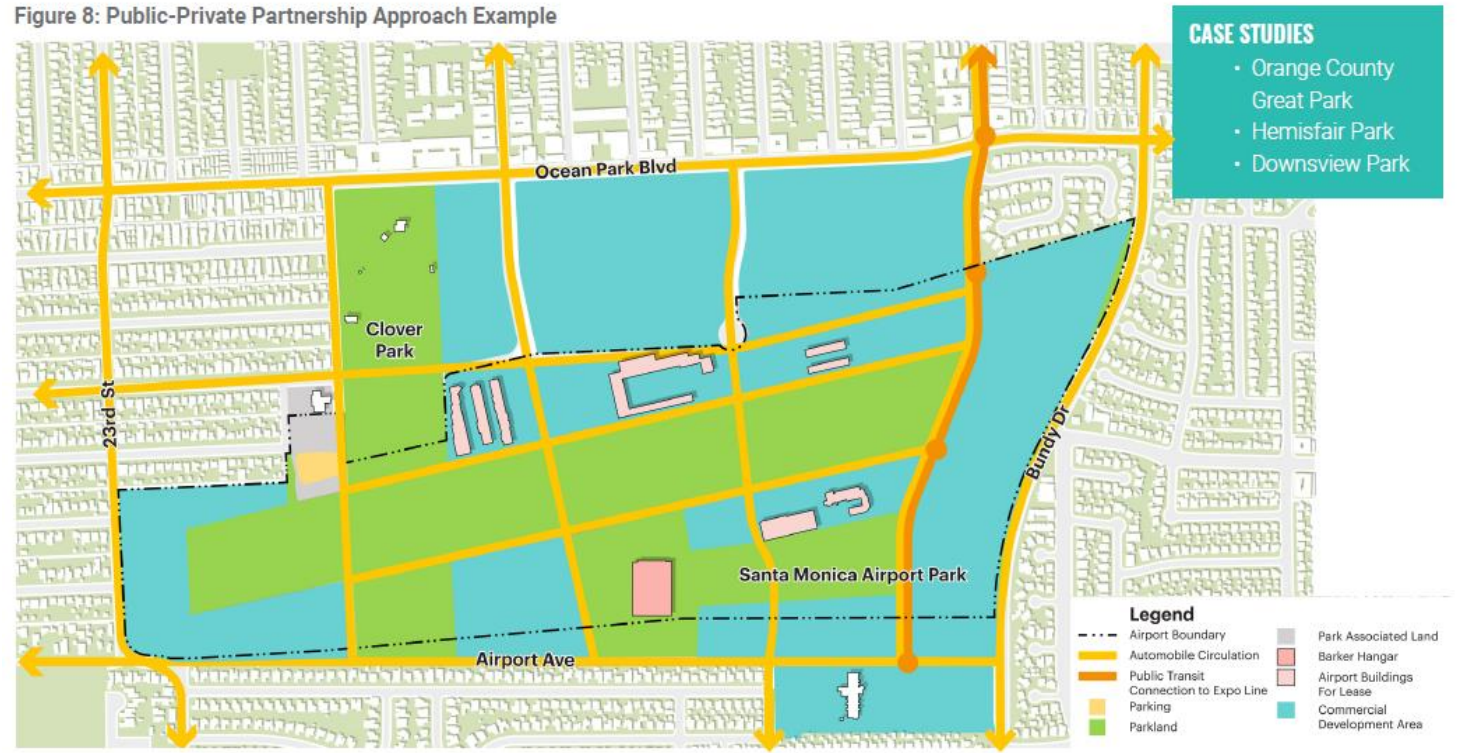 Figure 8: Public-Private Partnership Approach Example
CASE STUDIES
• Orange County
Great Park
• Hemisfair Park
• Downsview Park
Ocean Park Blvd
Clover
Park
23rd St
Bundy Dr
Santa Monica Airport Park
Airport Ave
Legend
Airport Boundary
Automobile Circulation
Public Transit
Connection to Expo Line
Parking
Parkland
Park Associated Land
Barker Hangar
Airport Buildings
For Lease
Commercial
Development Area